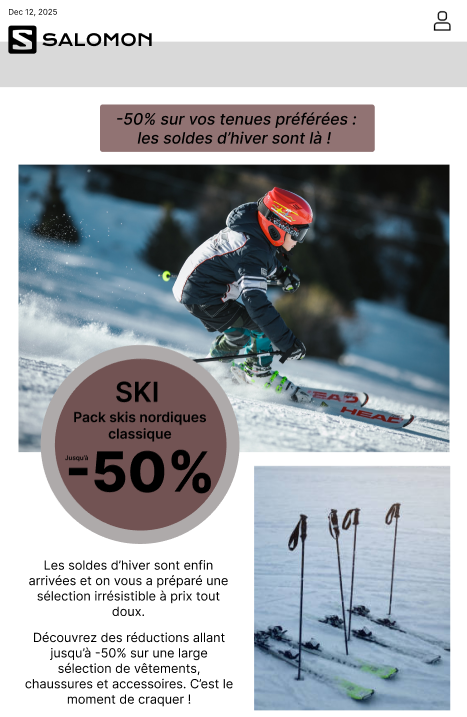 Dec 12, 2025
S SALOMON
-50% sur vos tenues préférées :
les soldes d’hiver sont là !
HEAD
HEAD
SKI
Pack skis nordiques
classique
Jusqu'à
-50%
Les soldes d’hiver sont enfin
arrivées et on vous a préparé une
sélection irrésistible à prix tout
doux.
Découvrez des réductions allant
jusqu’à -50% sur une large
sélection de vêtements,
chaussures et accessoires. C’est le
moment de craquer !